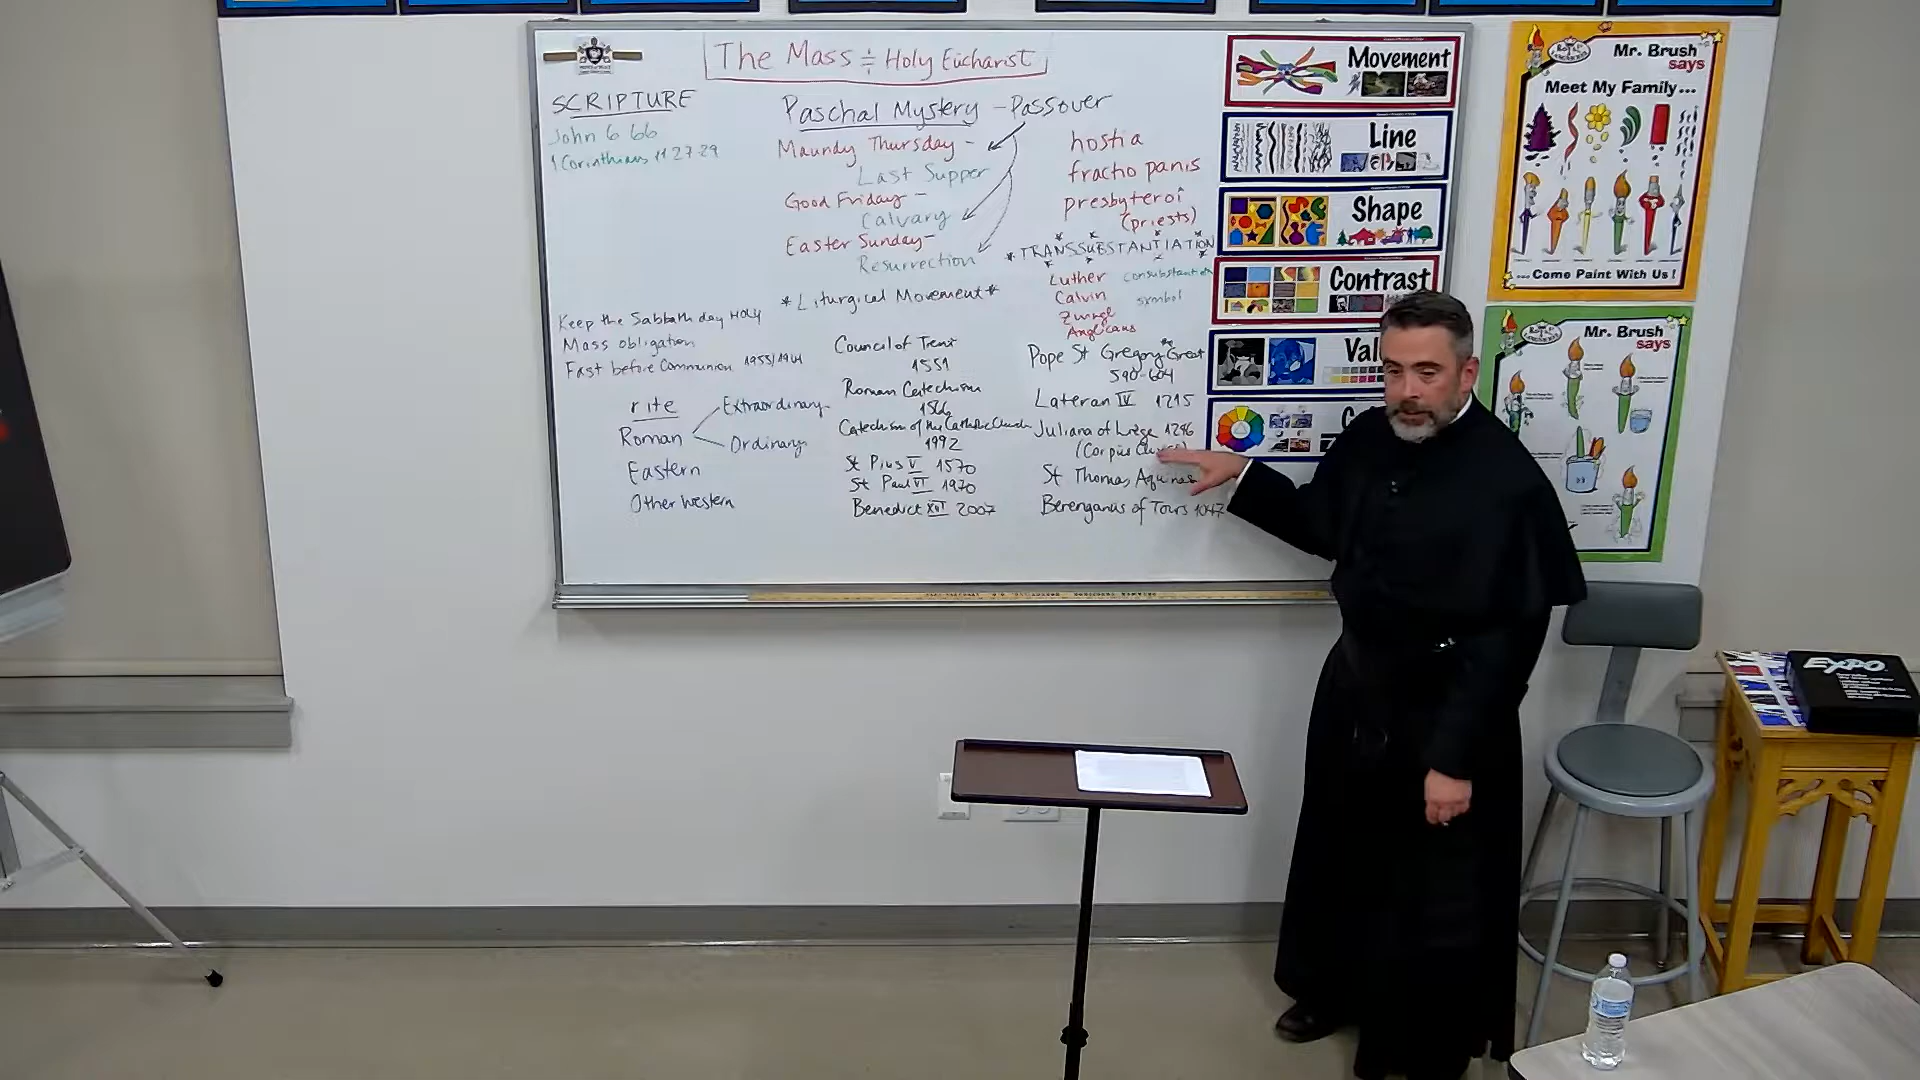 The Mass ÷ Holy Eucharist
SCRIPTURE
John 6 66
1 Corinthians 11 27-29
Paschal Mystery - Passover
Maundy Thursday -
Last Supper
Good Friday -
Calvary
Easter Sunday -
Resurrection
* Liturgical Movement *
hostia
fractio panis
presbyteroi
(priests)
* TRANSSUBSTANTIATION
Luther
Calvin symbol
Zwingli
Anglicans
Keep the Sabbath day HOLY
Mass obligation
Fast before Communion
rite
Roman
Extraordinary
Ordinary
Eastern
Other Western
Council of Trent
1551
Roman Catechism
1566
Catechism of the Catholic Church
1992
St Pius V 1570
St Paul VI 1970
Benedict XVI 2007
Pope St Gregory Great
590-604
Lateran IV 1215
Juliana of Liège 1246
(Corpus
St Thomas Aquinas
Berengarius of Tours 1047
Movement
Line
Shape
Contrast
Mr. Brush
says
Meet My Family...
...Come Paint With Us!
Mr. Brush
says
EXPO